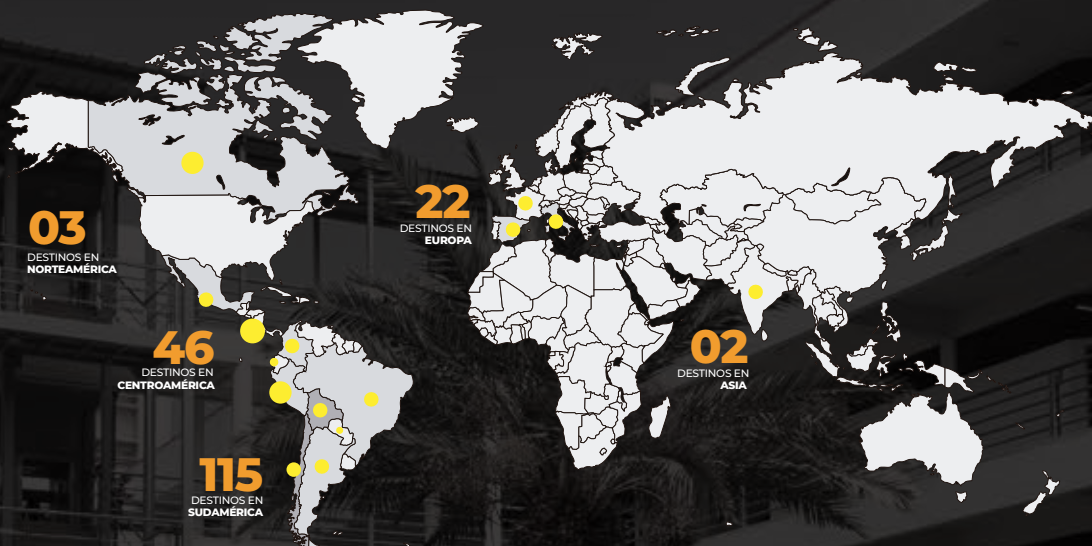 03
DESTINOS EN
NORTEAMÉRICA
22
DESTINOS EN
EUROPA
46
DESTINOS EN
CENTROAMÉRICA
02
DESTINOS EN
ASIA
115
DESTINOS EN
SUDAMÉRICA